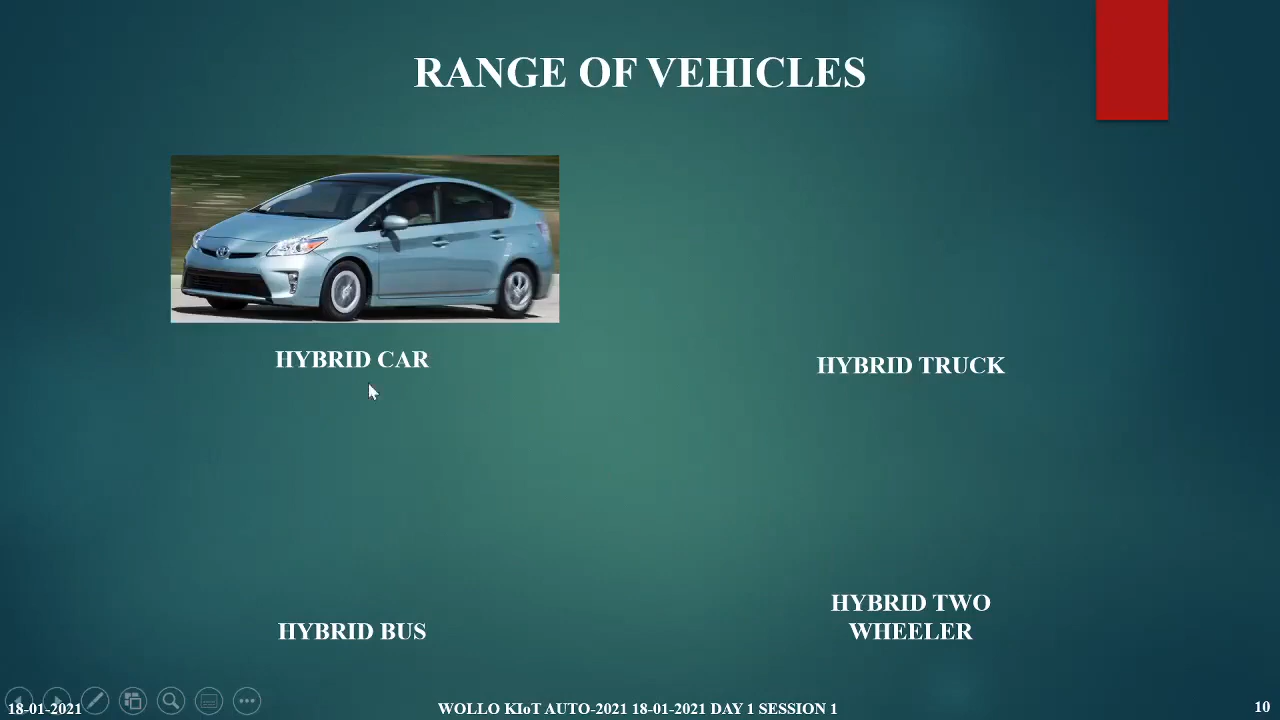 RANGE OF VEHICLES
HYBRID CAR
HYBRID TRUCK
HYBRID BUS
HYBRID TWO
WHEELER
18-01-2021
WOLLO KIoT AUTO-2021 18-01-2021 DAY 1 SESSION 1
10